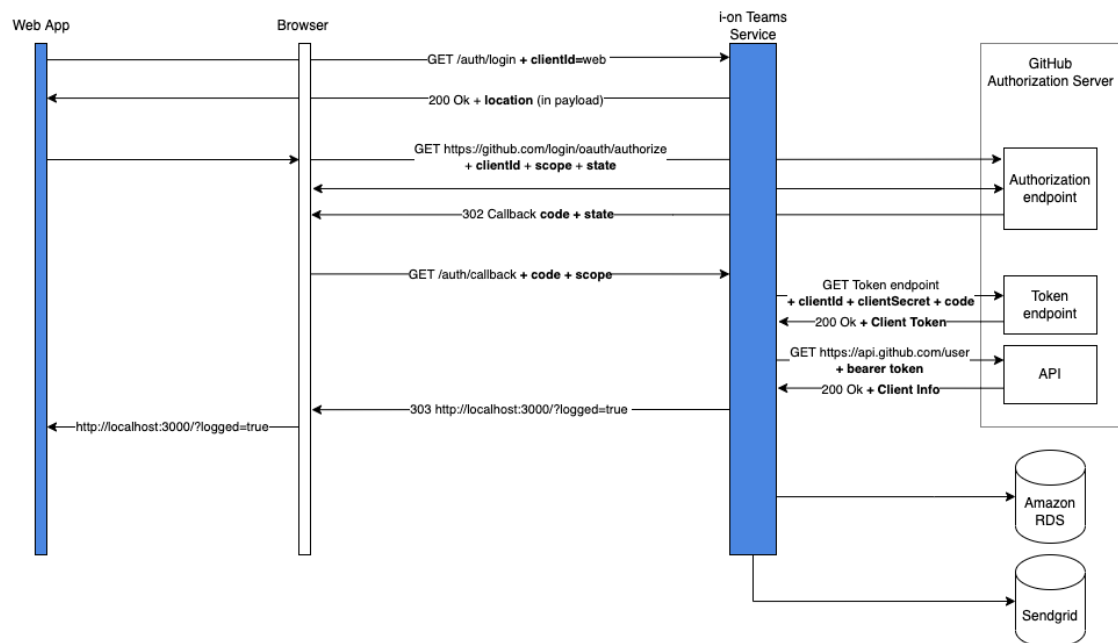 Web App
Browser
i-on Teams
Service
GitHub
Authorization Server
GET /auth/login + clientId=web
200 Ok + location (in payload)
GET https://github.com/login/oauth/authorize
+ clientId + scope + state
Authorization
endpoint
302 Callback code + state
GET /auth/callback + code + scope
GET Token endpoint
+ clientId + clientSecret + code
Token
endpoint
200 Ok + Client Token
GET https://api.github.com/user
+ bearer token
API
200 Ok + Client Info
303 http://localhost:3000/?logged=true
http://localhost:3000/?logged=true
Amazon
RDS
Sendgrid